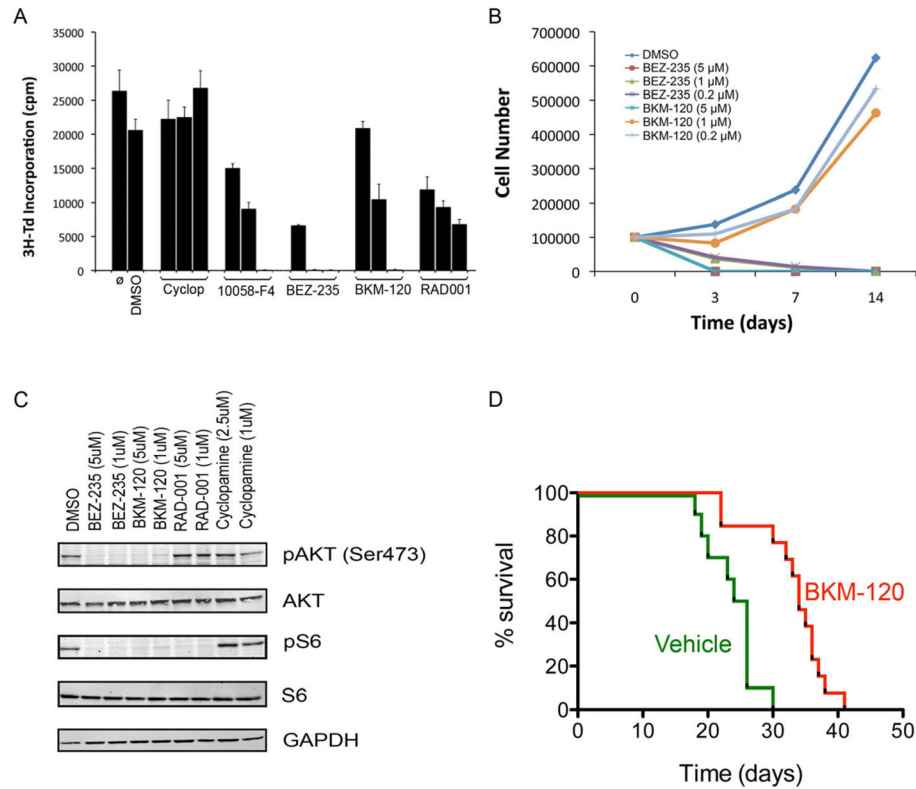 A
3H-Td Incorporation (cpm)
35000
30000
25000
20000
15000
10000
5000
0
ø
DMSO
Cyclop
10058-F4
BEZ-235
BKM-120
RAD001
B
Cell Number
700000
600000
500000
400000
300000
200000
100000
0
DMSO
BEZ-235 (5 µM)
BEZ-235 (1 µM)
BEZ-235 (0.2 µM)
BKM-120 (5 µM)
BKM-120 (1 µM)
BKM-120 (0.2 µM)
0 3 7 14
Time (days)
C
DMSO
BEZ-235 (5uM)
BEZ-235 (1uM)
BKM-120 (5uM)
BKM-120 (1uM)
RAD-001 (5uM)
RAD-001 (1uM)
Cyclopamine (2.5uM)
Cyclopamine (1uM)
pAKT (Ser473)
AKT
pS6
S6
GAPDH
D
% survival
100
80
60
40
20
0
BKM-120
Vehicle
0 10 20 30 40 50
Time (days)